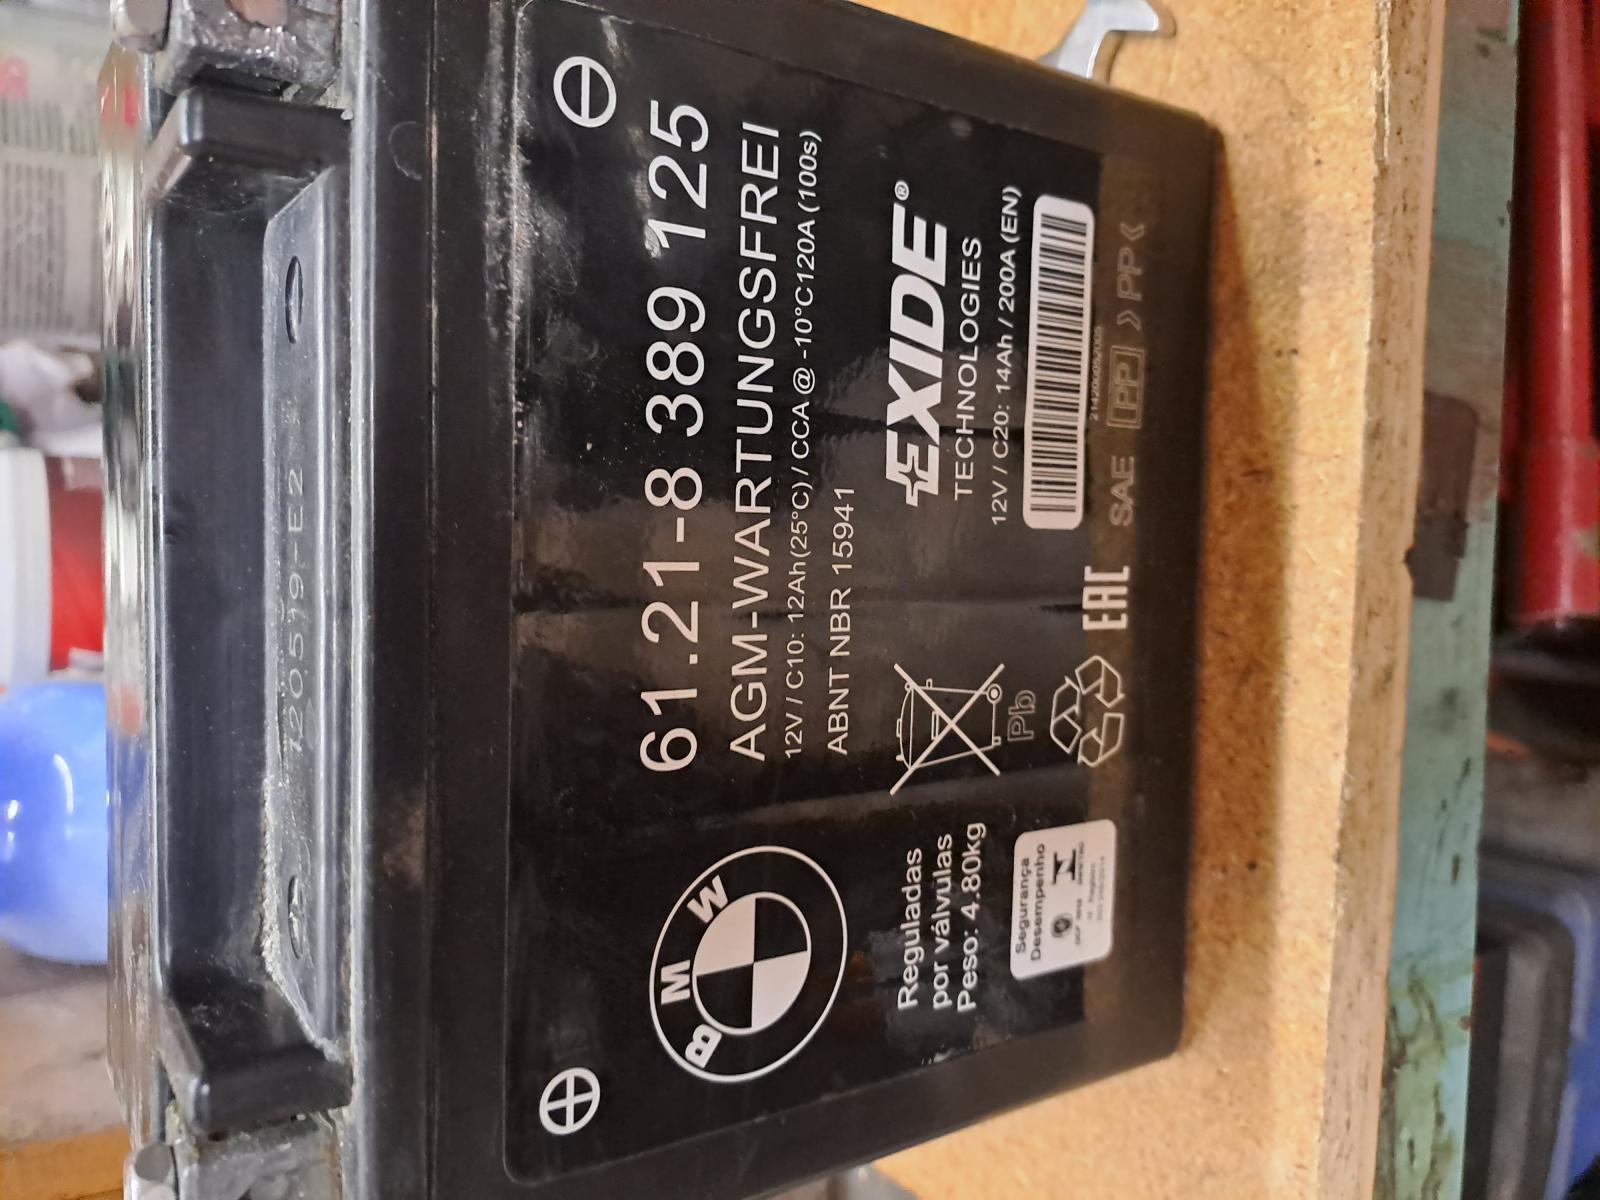 120519-E2
61.21-8 389 125
AGM-WARTUNGSFREI
12V / C10: 12Ah(25°C) / CCA @ -10°C120A (100s)
ABNT NBR 15941
BMW
Reguladas
por válvulas
Peso: 4.80kg
Segurança
Desempenho
Pb
EAC
EXIDE®
TECHNOLOGIES
12V / C20: 14Ah / 200A (EN)
SAE PP >PP<